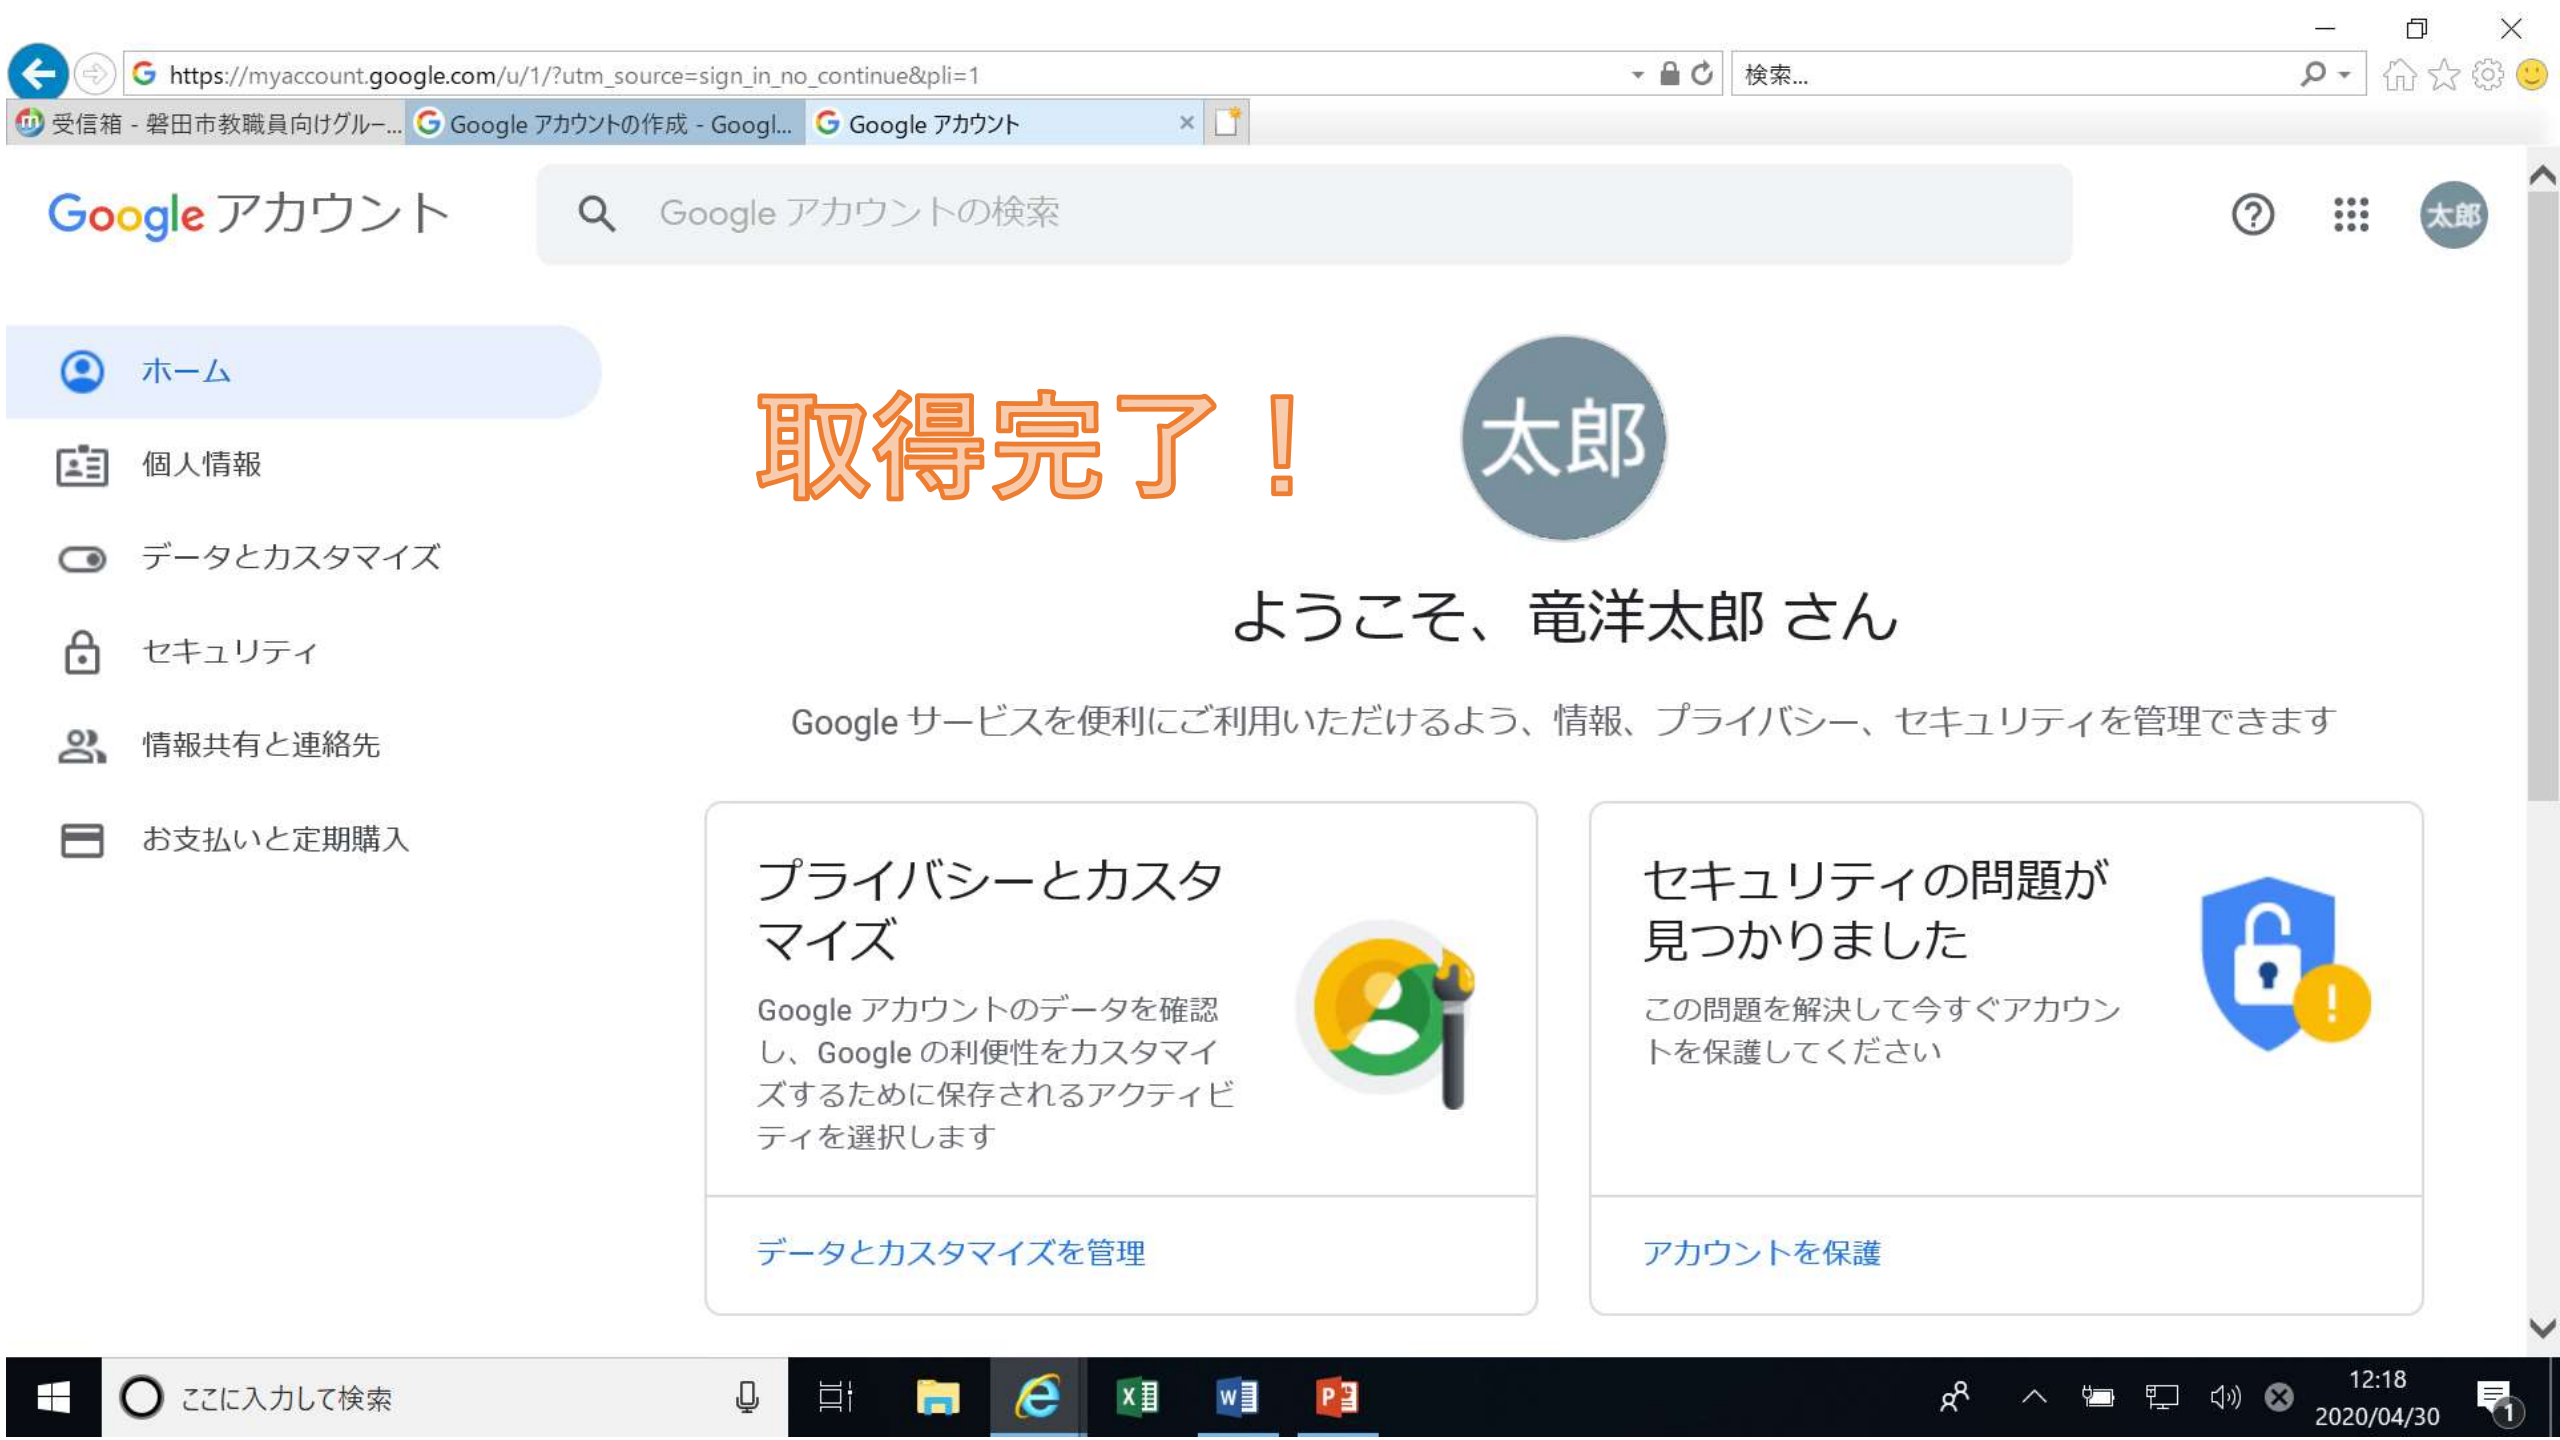 https://myaccount.google.com/u/1/?utm_source=sign_in_no_continue&pli=1
検索...
受信箱 - 磐田市教職員向けグルー...
Google アカウントの作成 - Googl...
Google アカウント
Google アカウント
Google アカウントの検索
太郎
ホーム
個人情報
データとカスタマイズ
セキュリティ
情報共有と連絡先
お支払いと定期購入
取得完了！
太郎
ようこそ、竜洋太郎 さん
Google サービスを便利にご利用いただけるよう、情報、プライバシー、セキュリティを管理できます
プライバシーとカスタ
マイズ
Google アカウントのデータを確認
し、Google の利便性をカスタマイ
ズするために保存されるアクティビ
ティを選択します
データとカスタマイズを管理
セキュリティの問題が
見つかりました
この問題を解決して今すぐアカウン
トを保護してください
アカウントを保護
ここに入力して検索
12:18
2020/04/30
1